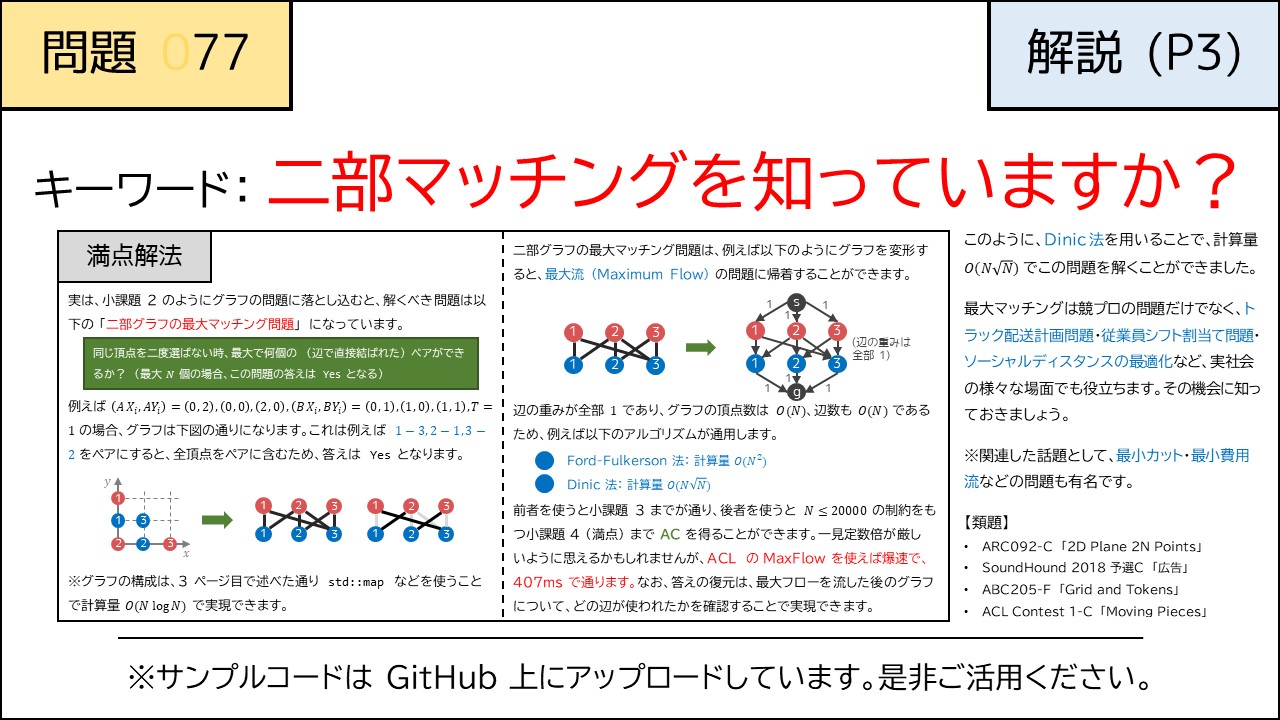 問題 077
解説 (P3)
キーワード: 二部マッチングを知っていますか?
満点解法
実は、小課題 2 のようにグラフの問題に落とし込むと、解くべき問題は以
下の「二部グラフの最大マッチング問題」になっています。
同じ頂点を二度選ばない時、最大で何個の (辺で直接結ばれた) ペアができ
るか? (最大 N 個の場合、この問題の答えは Yes となる)
例えば (AXi, AYi) = (0, 2), (0, 0), (2, 0), (BXi, BYi) = (0, 1), (1, 0), (1, 1), T =
1 の場合、グラフは下図の通りになります。これは例えば 1 − 3, 2 − 1, 3 −
2 をペアにすると、全頂点をペアに含むため、答えは Yes となります。
y
1
1 3
2 2 3
x
1 2 3
1 2 3
1 2 3
1 2 3
※グラフの構成は、3 ページ目で述べた通り std::map などを使うこと
で計算量 O(N log N) で実現できます。
二部グラフの最大マッチング問題は、例えば以下のようにグラフを変形す
ると、最大流 (Maximum Flow) の問題に帰着することができます。
1 2 3
1 2 3
s
1 1 1
1 2 3
1 2 3
1 1 1
g
(辺の重みは
全部 1)
辺の重みが全部 1 であり、グラフの頂点数は O(N)、辺数も O(N) である
ため、例えば以下のアルゴリズムが通用します。
Ford-Fulkerson 法: 計算量 O(N²)
Dinic 法: 計算量 O(N√N)
前者を使うと小課題 3 までが通り、後者を使うと N ≤ 20000 の制約をも
つ小課題 4 (満点) まで AC を得ることができます。一見定数倍が厳し
いように思えるかもしれませんが、ACL の MaxFlow を使えば爆速で、
407ms で通ります。なお、答えの復元は、最大フローを流した後のグラフ
について、どの辺が使われたかを確認することで実現できます。
このように、Dinic 法を用いることで、計算量
O(N√N) でこの問題を解くことができました。
最大マッチングは競プロの問題だけでなく、ト
ラック配送計画問題・従業員シフト割当て問題・
ソーシャルディスタンスの最適化など、実社会
の様々な場面でも役立ちます。その機会に知っ
ておきましょう。
※関連した話題として、最小カット・最小費用
流などの問題も有名です。
【類題】
• ARC092-C 「2D Plane 2N Points」
• SoundHound 2018 予選C 「広告」
• ABC205-F 「Grid and Tokens」
• ACL Contest 1-C 「Moving Pieces」
※サンプルコードは GitHub 上にアップロードしています。是非ご活用ください。